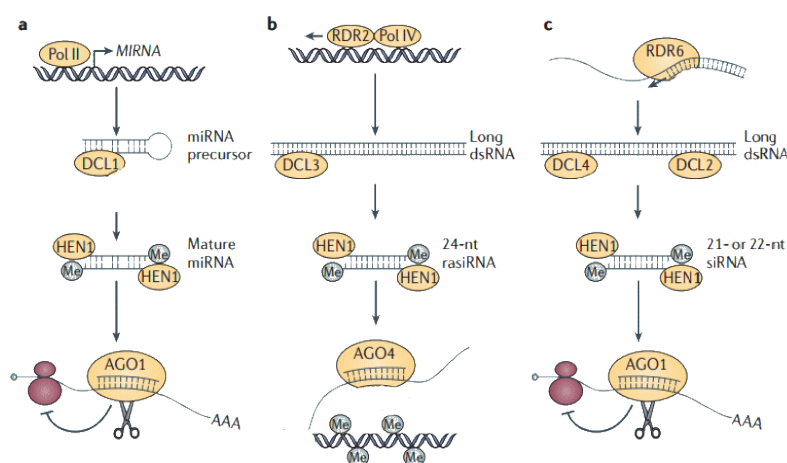 a
Pol II
MIRNA
DCL1
miRNA
precursor
HEN1
Me
Me
HEN1
Mature
miRNA
AGO1
AAA
b
RDR2
Pol IV
DCL3
Long
dsRNA
HEN1
Me
Me
HEN1
24-nt
rasiRNA
AGO4
Me
Me
Me
Me
c
RDR6
DCL4
DCL2
Long
dsRNA
HEN1
Me
Me
HEN1
21- or 22-nt
siRNA
AGO1
AAA